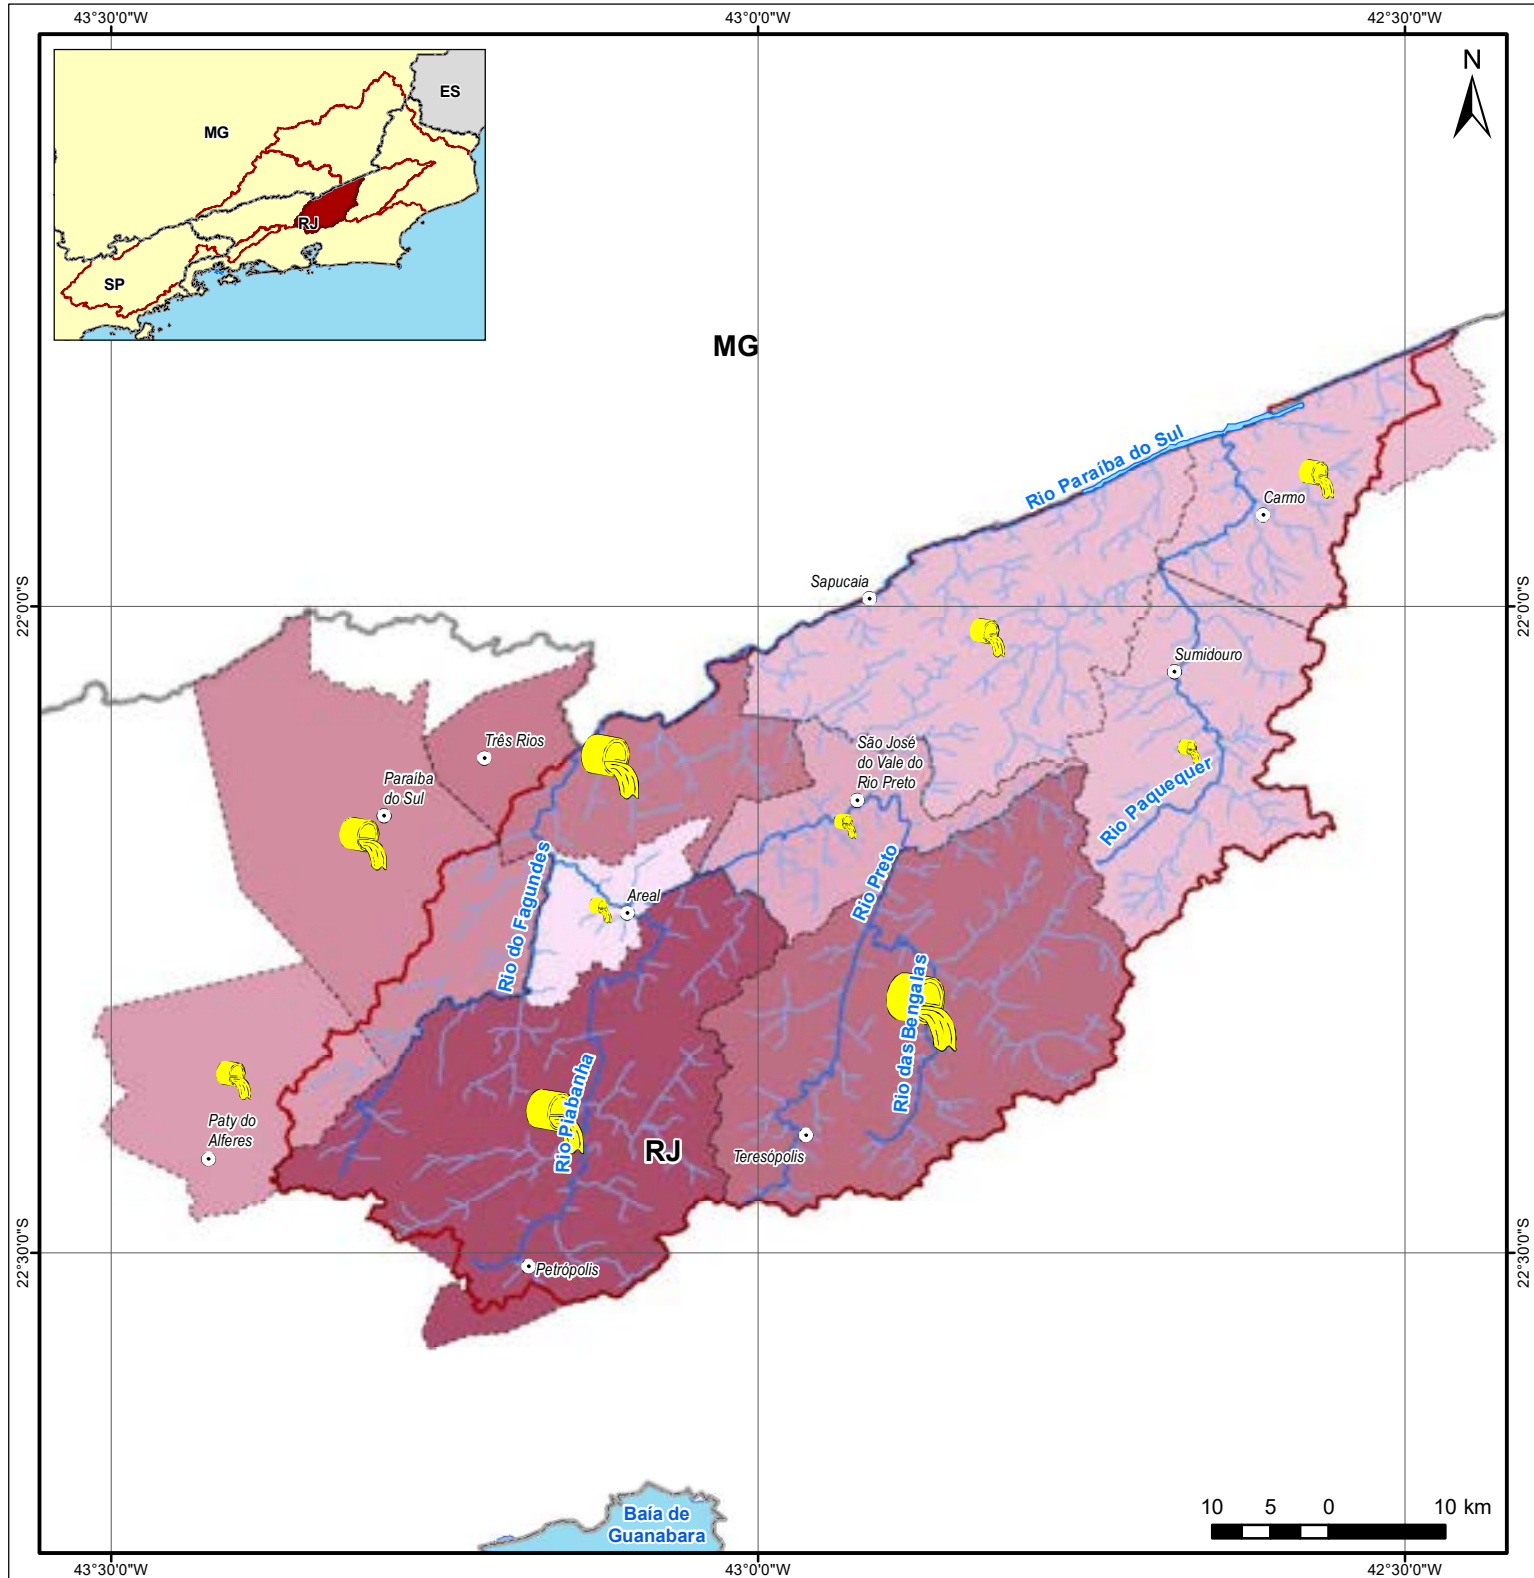 43°30'0"W
43°0'0"W
42°30'0"W
N
ES
MG
RJ
SP
MG
Rio Paraíba do Sul
Carmo
Sapucaia
22°0'0"S
22°0'0"S
Sumidouro
Três Rios
São José
do Vale do
Rio Preto
Paraíba
do Sul
Rio Paquequer
Rio do Fagundes
Rio Preto
Areal
Rio das Bengalas
Rio Piabanha
Paty do
Alferes
RJ
Teresópolis
22°30'0"S
22°30'0"S
Petrópolis
Baía de
Guanabara
10 5 0 10 km
43°30'0"W
43°0'0"W
42°30'0"W